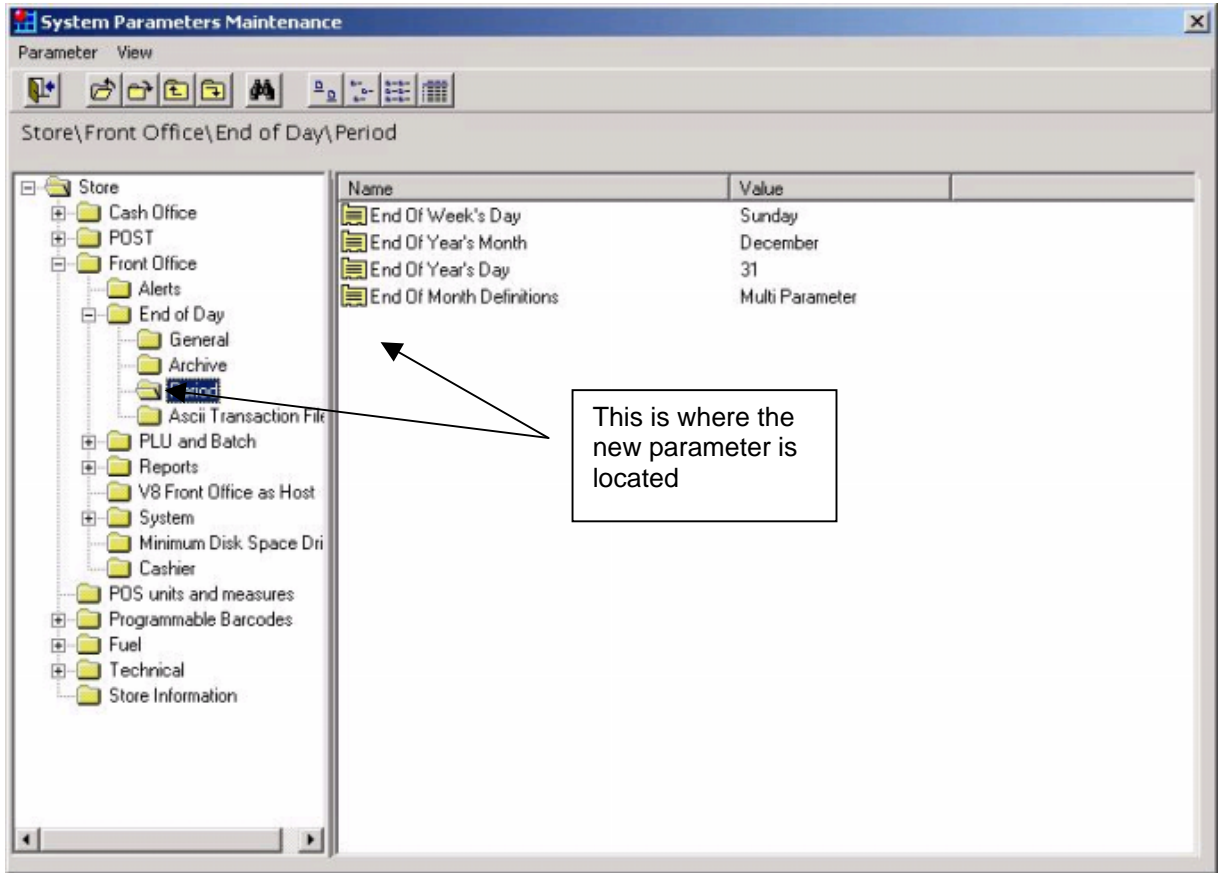 System Parameters Maintenance
Parameter View
Store\Front Office\End of Day\Period
Store
Cash Office
POST
Front Office
Alerts
End of Day
General
Archive
Period
Ascii Transaction File
PLU and Batch
Reports
V8 Front Office as Host
System
Minimum Disk Space Dri
Cashier
POS units and measures
Programmable Barcodes
Fuel
Technical
Store Information
Name Value
End Of Week's Day Sunday
End Of Year's Month December
End Of Year's Day 31
End Of Month Definitions Multi Parameter
This is where the
new parameter is
located